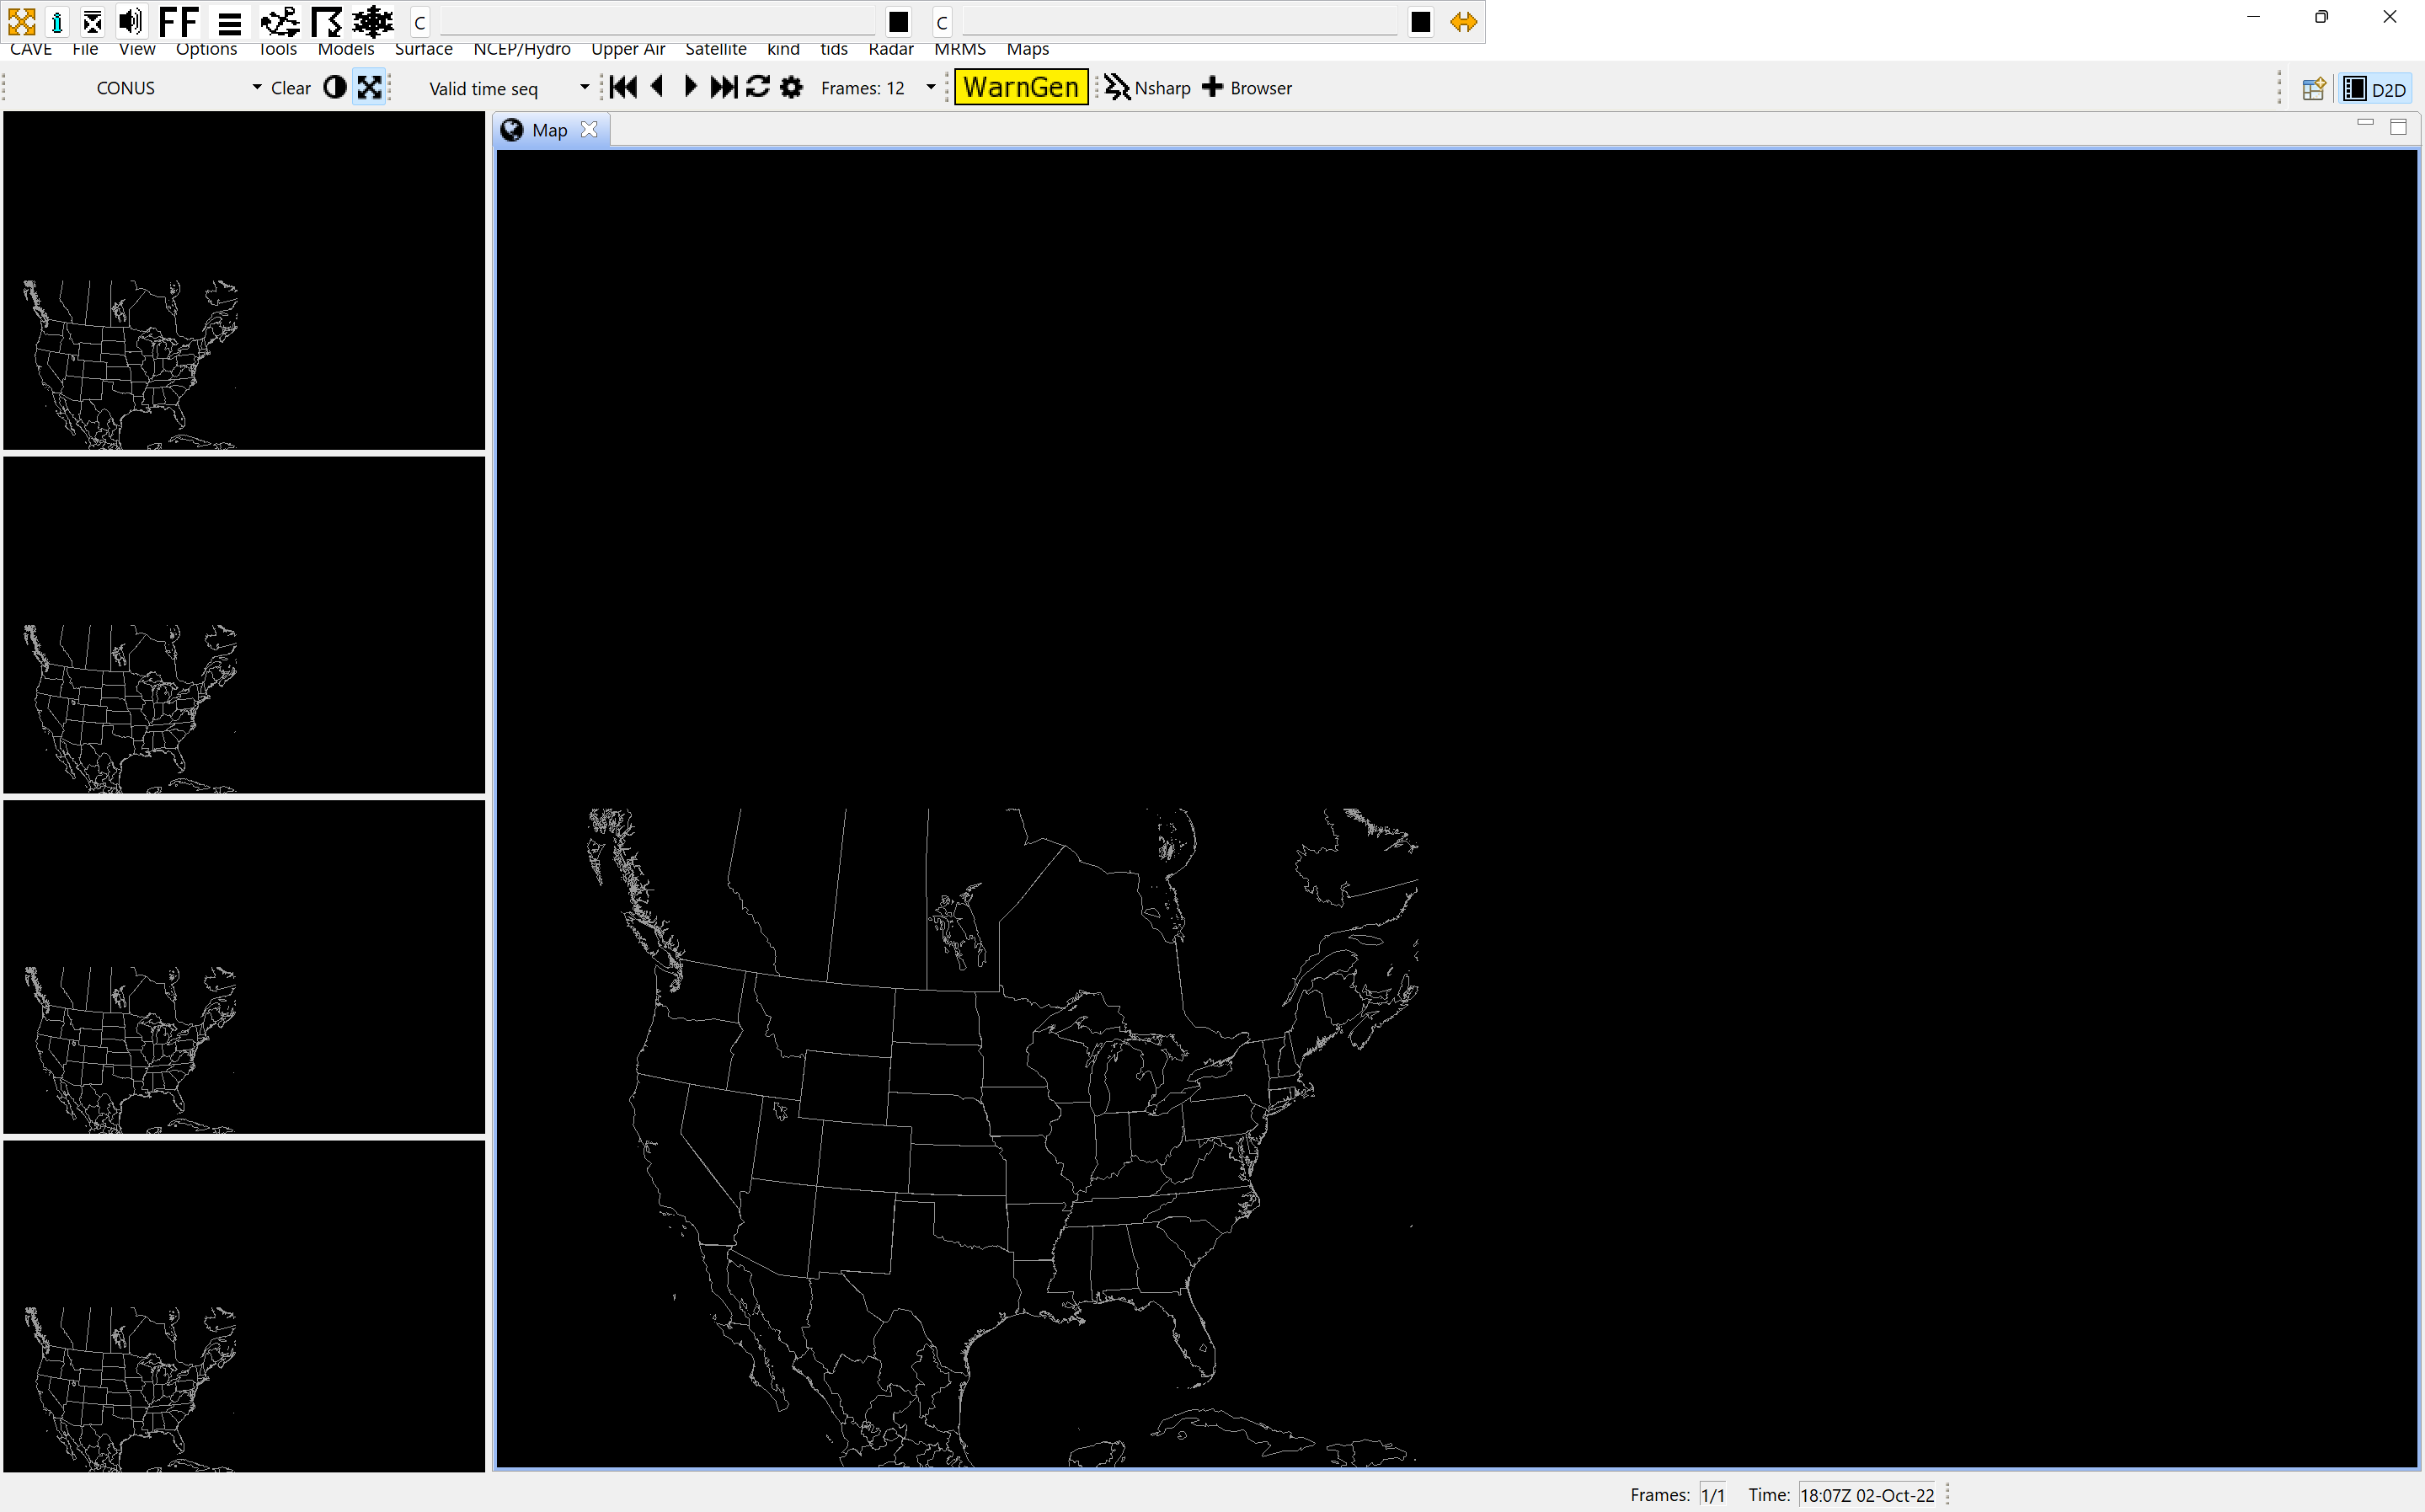 i FF C C
CAVE File View Options Tools Models Surface NCEP/Hydro Upper Air Satellite kind tids Radar MRMS Maps
CONUS Clear Valid time seq Frames: 12 WarnGen Nsharp Browser D2D
Map
Frames: 1/1 Time: 18:07Z 02-Oct-22